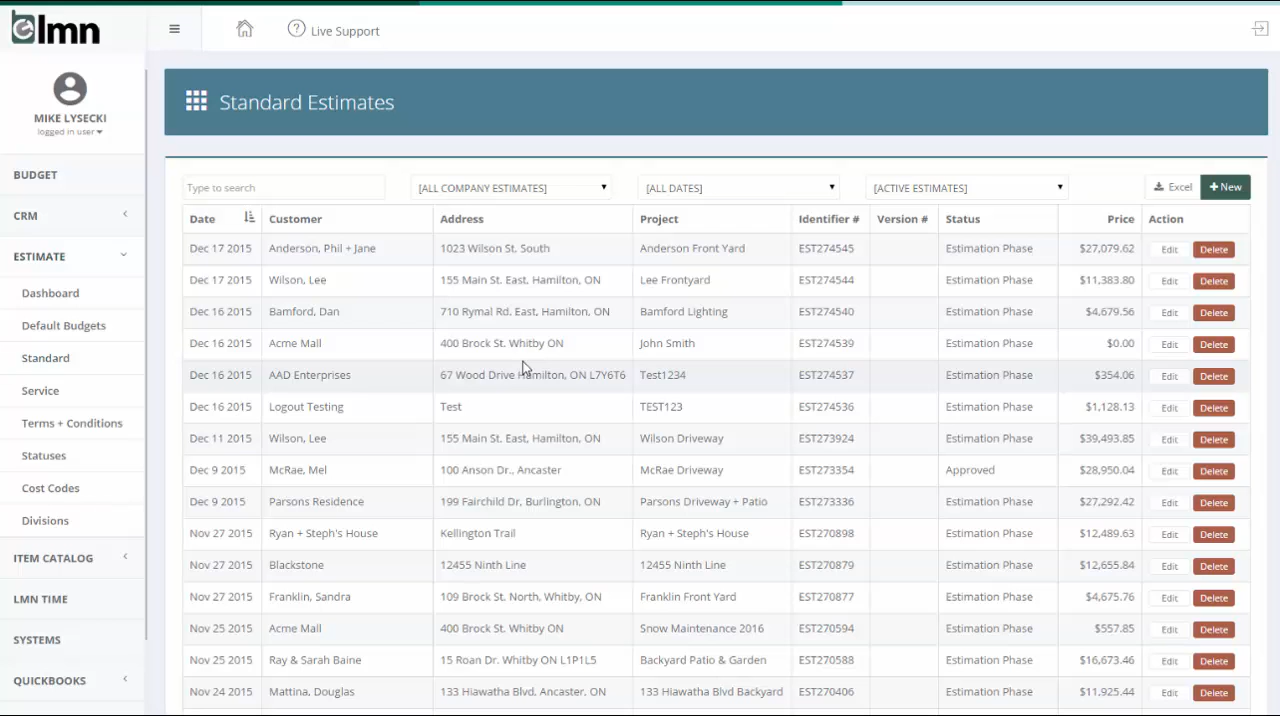 lmn
Live Support
MIKE LYSECKI
logged in user
BUDGET
CRM
ESTIMATE
Dashboard
Default Budgets
Standard
Service
Terms + Conditions
Statuses
Cost Codes
Divisions
ITEM CATALOG
LMN TIME
SYSTEMS
QUICKBOOKS
Standard Estimates
Type to search [ALL COMPANY ESTIMATES] [ALL DATES] [ACTIVE ESTIMATES] Excel +New
Date Customer Address Project Identifier # Version # Status Price Action
Dec 17 2015 Anderson, Phil + Jane 1023 Wilson St. South Anderson Front Yard EST274545 Estimation Phase $27,079.62 Edit Delete
Dec 17 2015 Wilson, Lee 155 Main St. East, Hamilton, ON Lee Frontyard EST274544 Estimation Phase $11,383.80 Edit Delete
Dec 16 2015 Bamford, Dan 710 Rymal Rd. East, Hamilton, ON Bamford Lighting EST274540 Estimation Phase $4,679.56 Edit Delete
Dec 16 2015 Acme Mall 400 Brock St. Whitby ON John Smith EST274539 Estimation Phase $0.00 Edit Delete
Dec 16 2015 AAD Enterprises 67 Wood Drive Hamilton, ON L7Y6T6 Test1234 EST274537 Estimation Phase $354.06 Edit Delete
Dec 16 2015 Logout Testing Test TEST123 EST274536 Estimation Phase $1,128.13 Edit Delete
Dec 11 2015 Wilson, Lee 155 Main St. East, Hamilton, ON Wilson Driveway EST273924 Estimation Phase $39,493.85 Edit Delete
Dec 9 2015 McRae, Mel 100 Anson Dr., Ancaster McRae Driveway EST273354 Approved $28,950.04 Edit Delete
Dec 9 2015 Parsons Residence 199 Fairchild Dr, Burlington, ON Parsons Driveway + Patio EST273336 Estimation Phase $27,292.42 Edit Delete
Nov 27 2015 Ryan + Steph's House Kellington Trail Ryan + Steph's House EST270898 Estimation Phase $12,489.63 Edit Delete
Nov 27 2015 Blackstone 12455 Ninth Line 12455 Ninth Line EST270879 Estimation Phase $12,655.84 Edit Delete
Nov 27 2015 Franklin, Sandra 109 Brock St. North, Whitby, ON Franklin Front Yard EST270877 Estimation Phase $4,675.76 Edit Delete
Nov 25 2015 Acme Mall 400 Brock St. Whitby ON Snow Maintenance 2016 EST270594 Estimation Phase $557.85 Edit Delete
Nov 25 2015 Ray & Sarah Baine 15 Roan Dr. Whitby ON L1P1L5 Backyard Patio & Garden EST270588 Estimation Phase $16,673.46 Edit Delete
Nov 24 2015 Mattina, Douglas 133 Hiawatha Blvd, Ancaster, ON 133 Hiawatha Blvd Backyard EST270406 Estimation Phase $11,925.44 Edit Delete